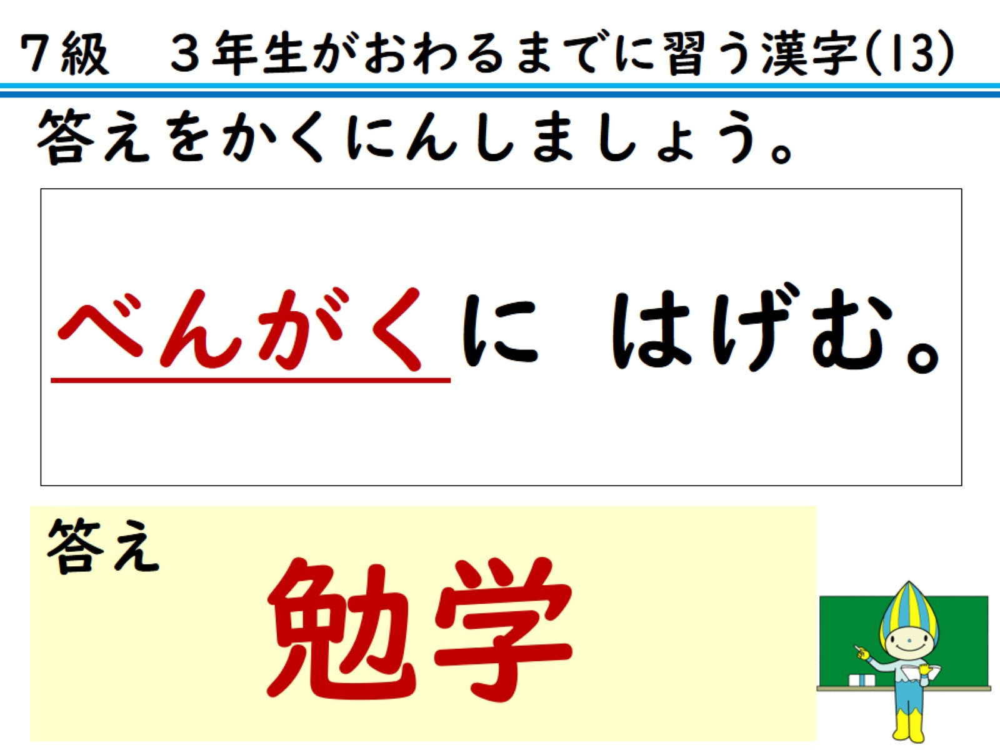 ７級　３年生がおわるまでに習う漢字(13)
答えをかくにんしましょう。
べんがくに はげむ。
答え
勉学